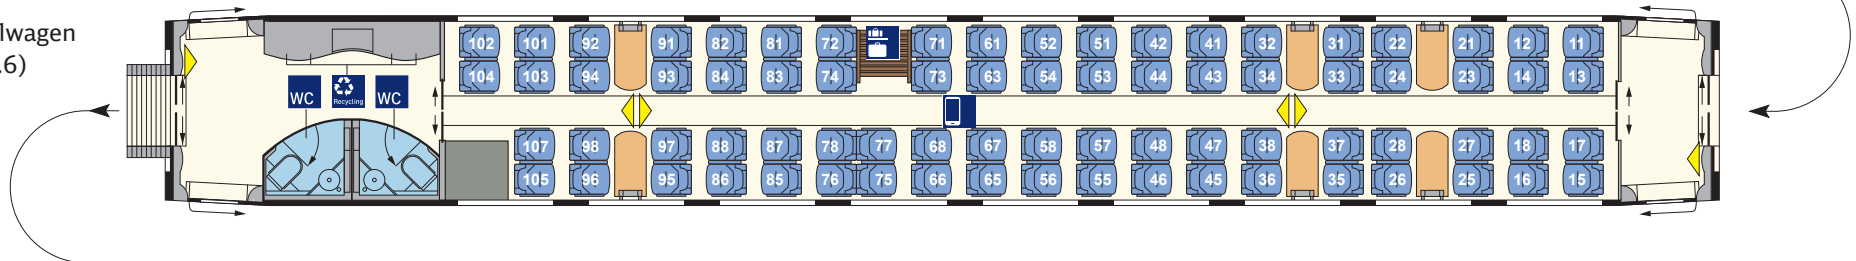 lwagen
.6)
102 101 92 91 82 81 72 71 61 52 51 42 41 32 31 22 21 12 11
104 103 94 93 84 83 74 73 63 54 53 44 43 34 33 24 23 14 13
WC Recycling WC
107 98 97 88 87 78 77 68 67 58 57 48 47 38 37 28 27 18 17
105 96 95 86 85 76 75 66 65 56 55 46 45 36 35 26 25 16 15